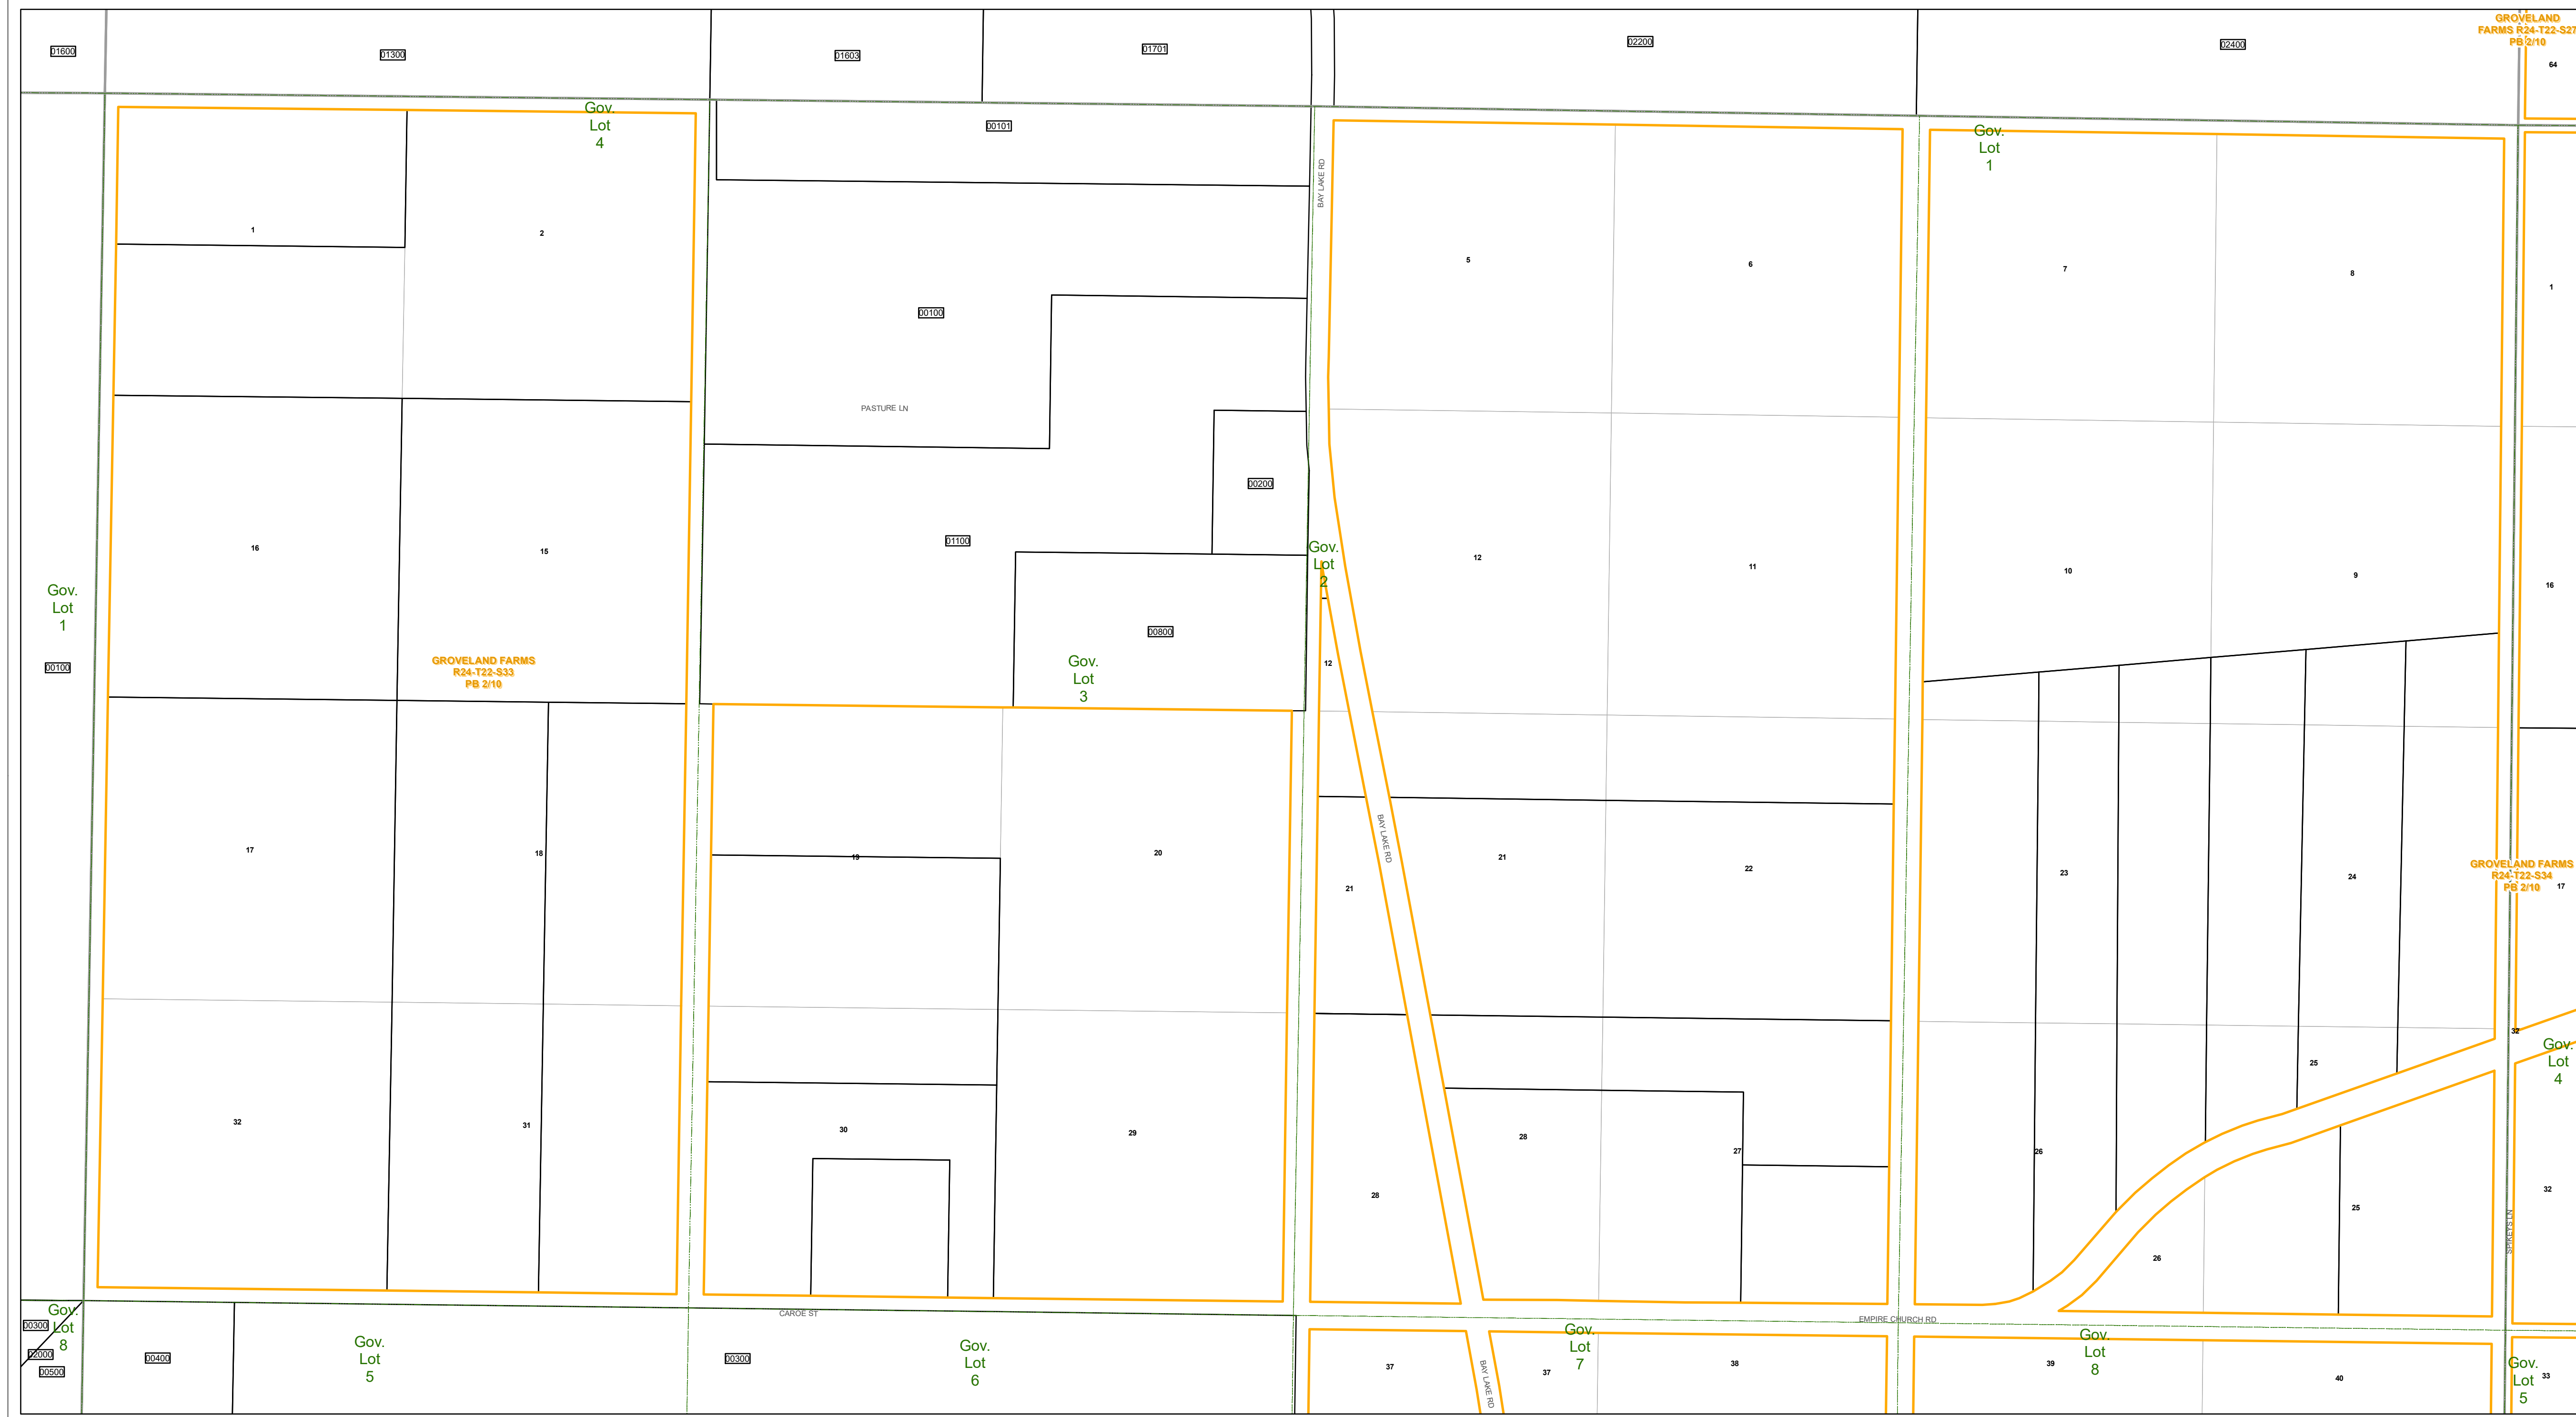 01600
01300
01603
01701
02200
02400
GROVELAND
FARMS R24-T22-S27
PB 2/10
64
Gov.
Lot
4
00101
BAY LAKE RD
Gov.
Lot
1
1
2
5
6
7
8
1
00100
PASTURE LN
00200
01100
16
15
Gov.
Lot
2
12
11
10
9
16
Gov.
Lot
1
00100
GROVELAND FARMS
R24-T22-S33
PB 2/10
00800
Gov.
Lot
3
12
17
18
19
20
BAY LAKE RD
21
21
22
23
24
GROVELAND FARMS
R24-T22-S34
PB 2/10
17
32
Gov.
Lot
4
25
32
31
30
29
28
28
27
26
25
26
32
SPIKEYS LN
Gov.
Lot
8
00300
02000
00500
00400
Gov.
Lot
5
CAROE ST
00300
Gov.
Lot
6
37
BAY LAKE RD
37
Gov.
Lot
7
38
EMPIRE CHURCH RD
39
Gov.
Lot
8
40
Gov.
Lot
5
33